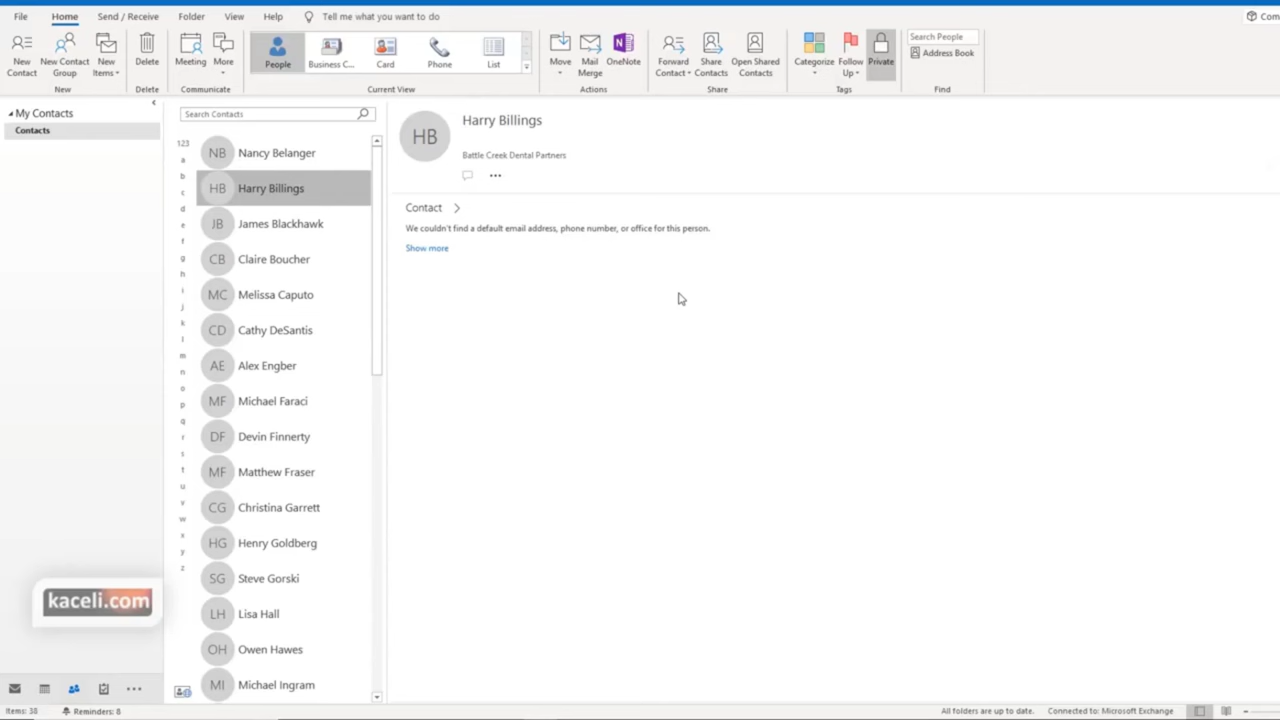 File Home Send / Receive Folder View Help Tell me what you want to do
New Contact
New Contact Group
New Items
New
Delete
Delete
Meeting
More
Communicate
People
Business C...
Card
Phone
List
Current View
Move
Mail Merge
OneNote
Actions
Forward Contact
Share Contacts
Open Shared Contacts
Share
Categorize
Follow Up
Private
Tags
Search People
Address Book
Find
My Contacts
Contacts
Search Contacts
123
a
b
c
d
e
f
g
h
i
j
k
l
m
n
o
p
q
r
s
t
u
v
w
x
y
z
NB Nancy Belanger
HB Harry Billings
JB James Blackhawk
CB Claire Boucher
MC Melissa Caputo
CD Cathy DeSantis
AE Alex Engber
MF Michael Faraci
DF Devin Finnerty
MF Matthew Fraser
CG Christina Garrett
HG Henry Goldberg
SG Steve Gorski
LH Lisa Hall
OH Owen Hawes
MI Michael Ingram
HB
Harry Billings
Battle Creek Dental Partners
Contact
We couldn't find a default email address, phone number, or office for this person.
Show more
kaceli.com
Items: 38 Reminders: 8 All folders are up to date. Connected to: Microsoft Exchange